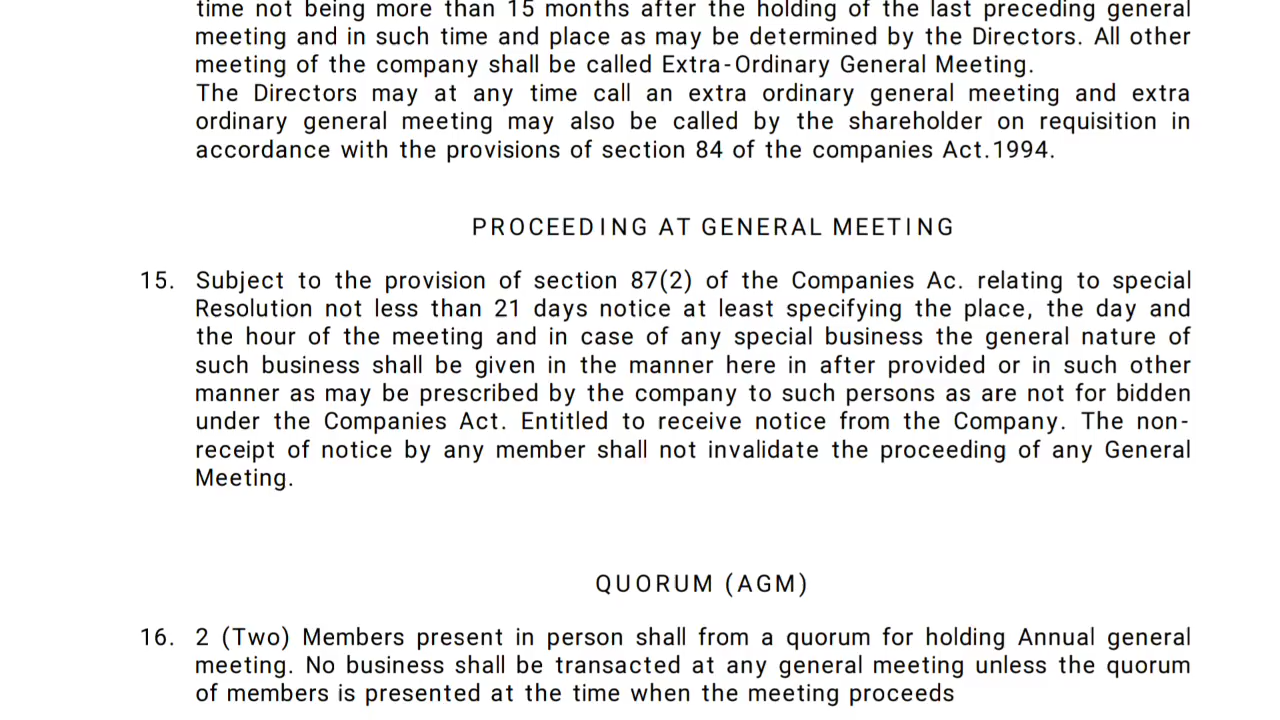 time not being more than 15 months after the holding of the last preceding general
meeting and in such time and place as may be determined by the Directors. All other
meeting of the company shall be called Extra-Ordinary General Meeting.
The Directors may at any time call an extra ordinary general meeting and extra
ordinary general meeting may also be called by the shareholder on requisition in
accordance with the provisions of section 84 of the companies Act.1994.
PROCEEDING AT GENERAL MEETING
15. Subject to the provision of section 87(2) of the Companies Ac. relating to special
Resolution not less than 21 days notice at least specifying the place, the day and
the hour of the meeting and in case of any special business the general nature of
such business shall be given in the manner here in after provided or in such other
manner as may be prescribed by the company to such persons as are not for bidden
under the Companies Act. Entitled to receive notice from the Company. The non-
receipt of notice by any member shall not invalidate the proceeding of any General
Meeting.
QUORUM (AGM)
16. 2 (Two) Members present in person shall from a quorum for holding Annual general
meeting. No business shall be transacted at any general meeting unless the quorum
of members is presented at the time when the meeting proceeds